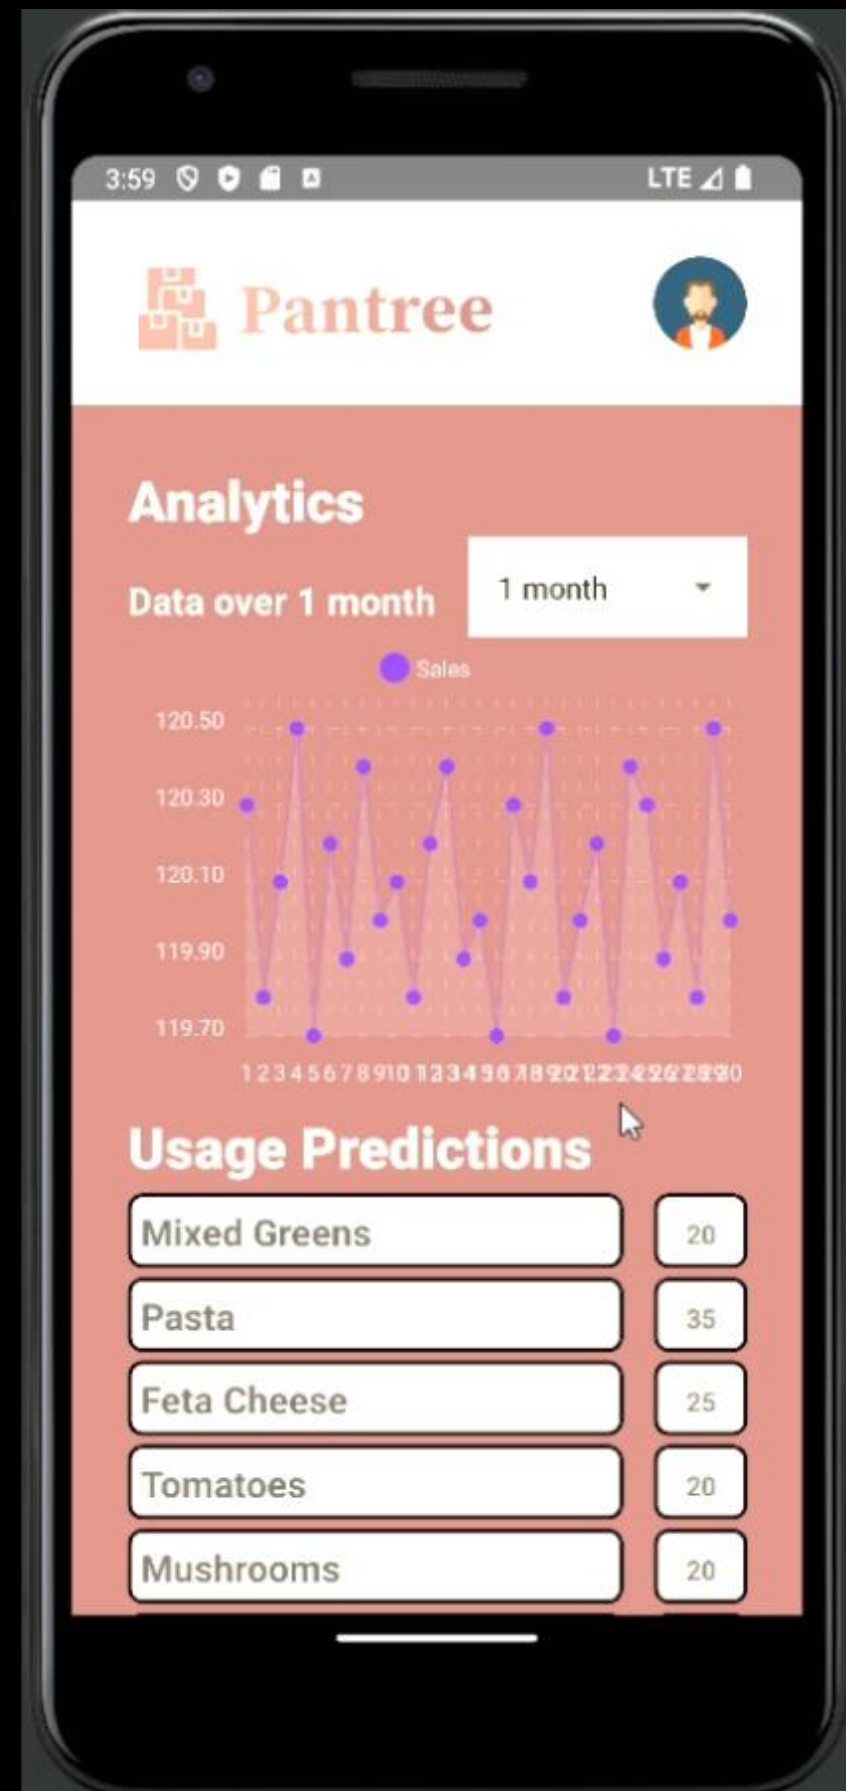 3:59 LTE
Pantree
Analytics
Data over 1 month
1 month
Sales
120.50
120.30
120.10
119.90
119.70
1 2 3 4 5 6 7 8 9 10
Usage Predictions
Mixed Greens 20
Pasta 35
Feta Cheese 25
Tomatoes 20
Mushrooms 20